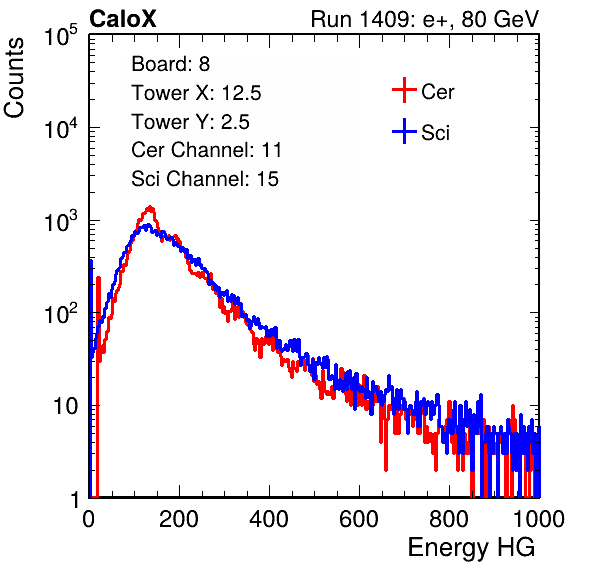 CaloX Run 1409: e+, 80 GeV
Counts
Board: 8
Tower X: 12.5
Tower Y: 2.5
Cer Channel: 11
Sci Channel: 15
Cer
Sci
10^5
10^4
10^3
10^2
10
1
0 200 400 600 800 1000
Energy HG